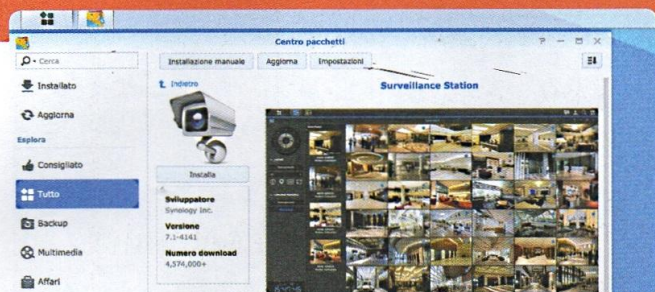 Centro pacchetti
Cerca
Installazione manuale
Aggiorna
Impostazioni
Installato
Aggiorna
Esplora
Consigliato
Tutto
Backup
Multimedia
Affari
Indietro
Surveillance Station
Installa
Sviluppatore
Synology Inc.
Versione
7.1-4141
Numero download
4,574,000+